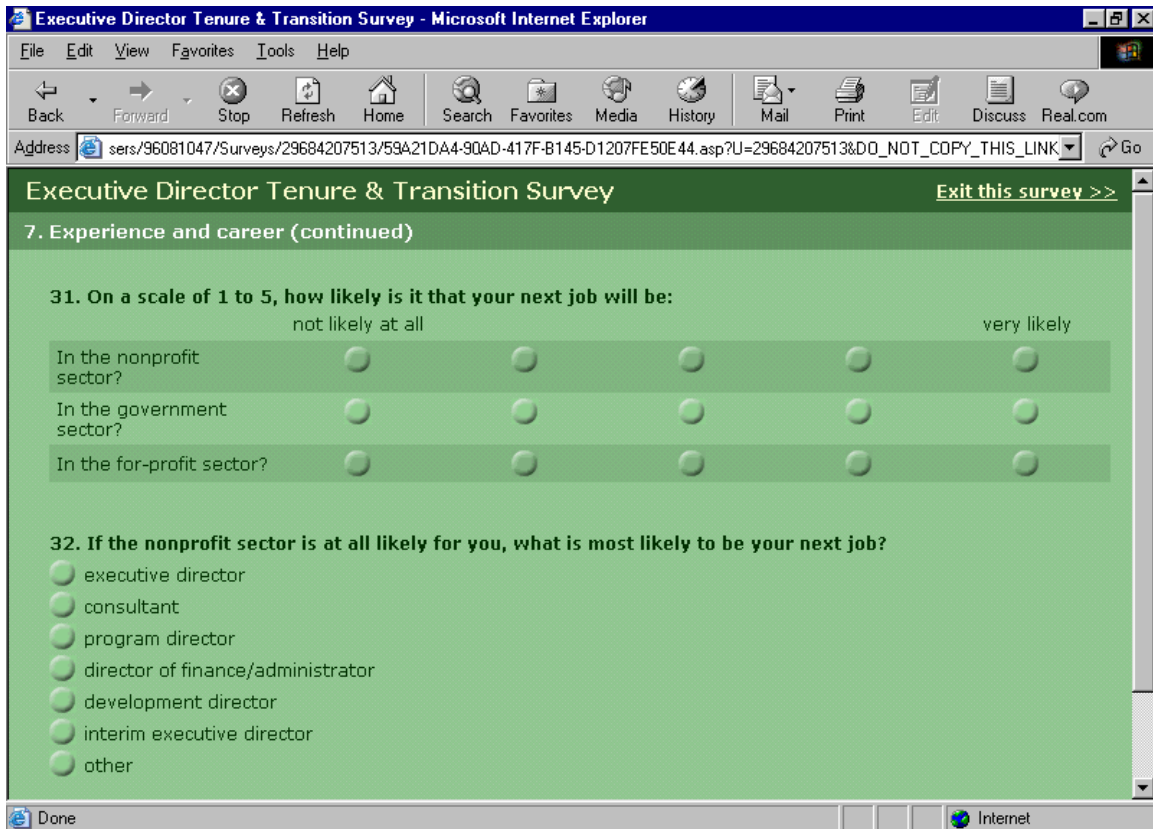 Executive Director Tenure & Transition Survey - Microsoft Internet Explorer
File Edit View Favorites Tools Help
Back Forward Stop Refresh Home Search Favorites Media History Mail Print Edit Discuss Real.com
Address sers/96081047/Surveys/29684207513/59A21DA4-90AD-417F-B145-D1207FE50E44.asp?U=29684207513&DO_NOT_COPY_THIS_LINK Go
Executive Director Tenure & Transition Survey Exit this survey >>
7. Experience and career (continued)
31. On a scale of 1 to 5, how likely is it that your next job will be:
not likely at all very likely
In the nonprofit
sector?
In the government
sector?
In the for-profit sector?
32. If the nonprofit sector is at all likely for you, what is most likely to be your next job?
executive director
consultant
program director
director of finance/administrator
development director
interim executive director
other
Done Internet